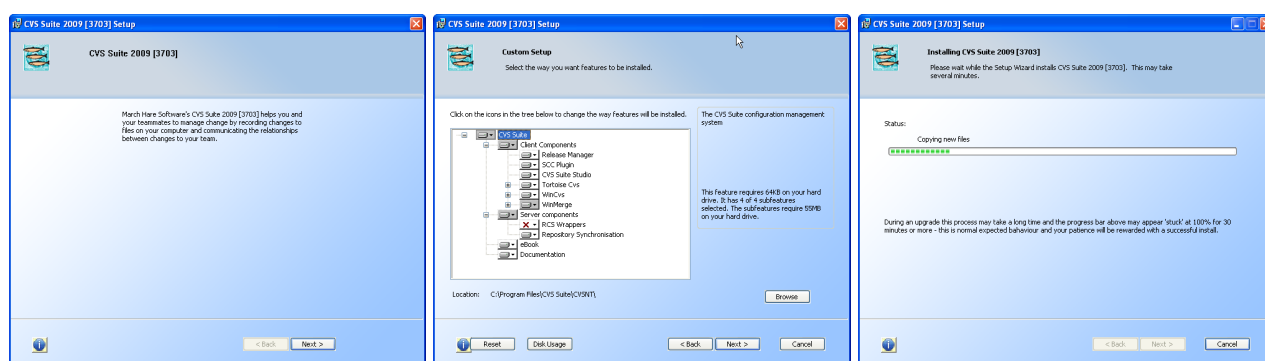 CVS Suite 2009 [3703] Setup
CVS Suite 2009 [3703]
March Hare Software's CVS Suite 2009 [3703] helps you and
your teammates to manage change by recording changes to
files on your computer and communicating the relationships
between changes to your team.
< Back
Next >
CVS Suite 2009 [3703] Setup
Custom Setup
Select the way you want features to be installed.
Click on the icons in the tree below to change the way features will be installed.
CVS Suite
Client Components
Release Manager
SCC Plugin
CVS Suite Studio
Tortoise Cvs
WinCvs
WinMerge
Server components
RCS Wrappers
Repository Synchronisation
eBook
Documentation
The CVS Suite configuration management
system
This feature requires 64KB on your hard
drive. It has 4 of 4 subfeatures
selected. The subfeatures require 55MB
on your hard drive.
Location: C:\Program Files\CVS Suite\CVSNT\
Browse
Reset
Disk Usage
< Back
Next >
Cancel
CVS Suite 2009 [3703] Setup
Installing CVS Suite 2009 [3703]
Please wait while the Setup Wizard installs CVS Suite 2009 [3703]. This may take
several minutes.
Status:
Copying new files
During an upgrade this process may take a long time and the progress bar above may appear 'stuck' at 100% for 30
minutes or more - this is normal expected bahaviour and your patience will be rewarded with a successful install.
< Back
Next >
Cancel